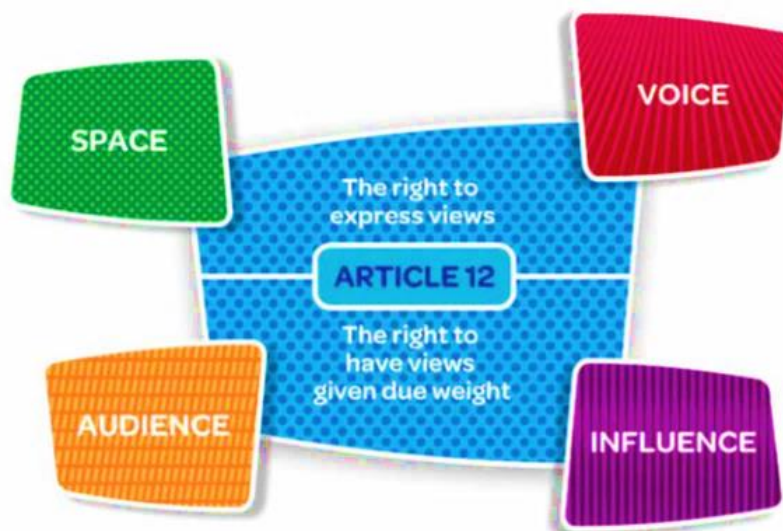 SPACE
VOICE
The right to
express views
ARTICLE 12
The right to
have views
given due weight
AUDIENCE
INFLUENCE